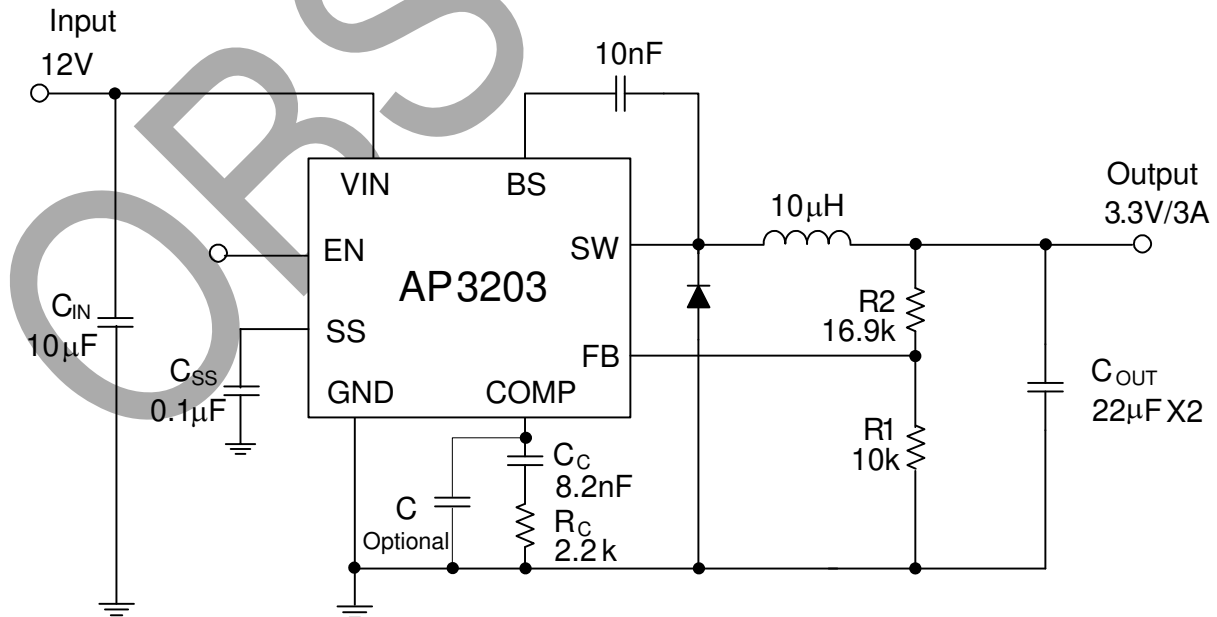 Input
12V
10nF
VIN
BS
Output
3.3V/3A
10μH
EN
SW
AP3203
R2
16.9k
CIN
10μF
SS
FB
CSS
0.1μF
GND
COMP
COUT
22μF X2
R1
10k
CC
8.2nF
C
Optional
RC
2.2k